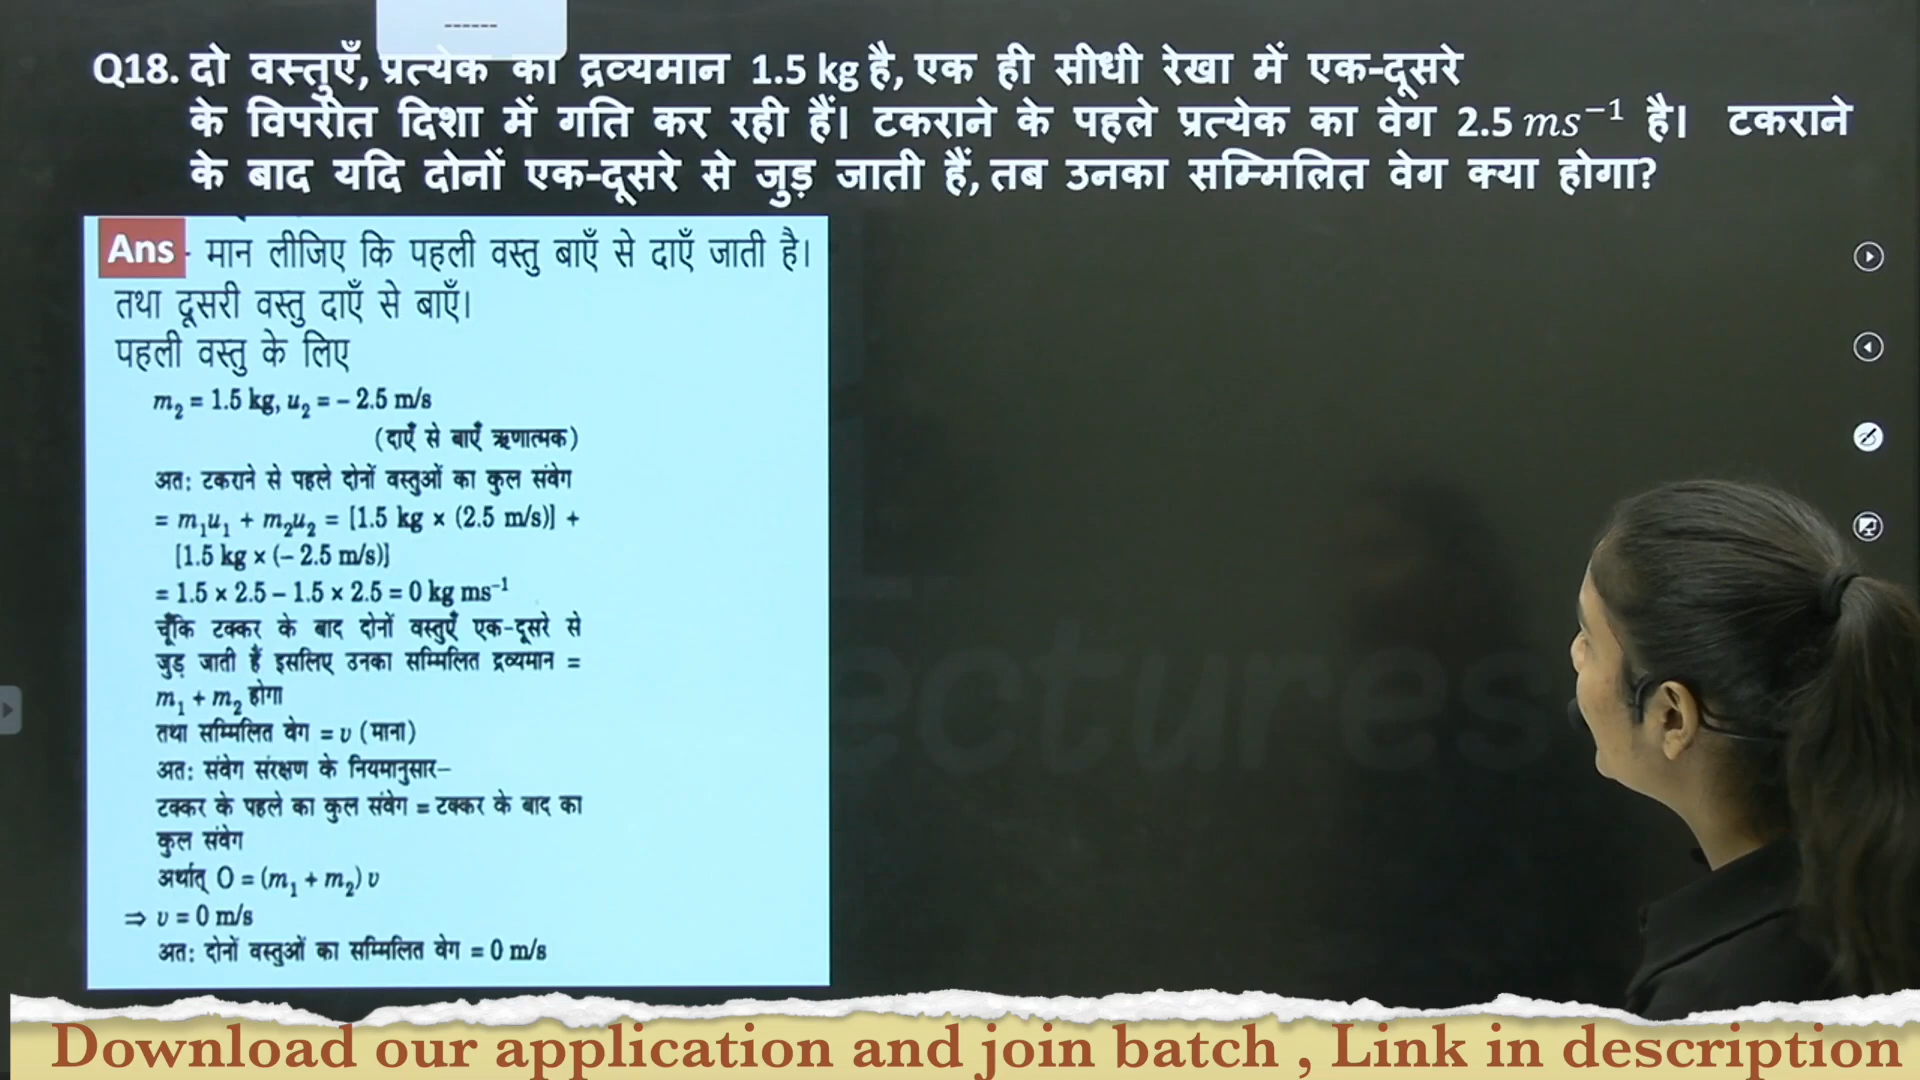 ------
Q18. दो वस्तुएँ, प्रत्येक का द्रव्यमान 1.5 kg है, एक ही सीधी रेखा में एक-दूसरे
के विपरीत दिशा में गति कर रही हैं। टकराने के पहले प्रत्येक का वेग 2.5 ms⁻¹ है। टकराने
के बाद यदि दोनों एक-दूसरे से जुड़ जाती हैं, तब उनका सम्मिलित वेग क्या होगा?
Ans - मान लीजिए कि पहली वस्तु बाएँ से दाएँ जाती है।
तथा दूसरी वस्तु दाएँ से बाएँ।
पहली वस्तु के लिए
m₂ = 1.5 kg, u₂ = – 2.5 m/s
(दाएँ से बाएँ ऋणात्मक)
अत: टकराने से पहले दोनों वस्तुओं का कुल संवेग
= m₁u₁ + m₂u₂ = [1.5 kg × (2.5 m/s)] +
[1.5 kg × (– 2.5 m/s)]
= 1.5 × 2.5 – 1.5 × 2.5 = 0 kg ms⁻¹
चूँकि टक्कर के बाद दोनों वस्तुएँ एक-दूसरे से
जुड़ जाती हैं इसलिए उनका सम्मिलित द्रव्यमान =
m₁ + m₂ होगा
तथा सम्मिलित वेग = υ (माना)
अत: संवेग संरक्षण के नियमानुसार–
टक्कर के पहले का कुल संवेग = टक्कर के बाद का
कुल संवेग
अर्थात् O = (m₁ + m₂) υ
⇒ υ = 0 m/s
अत: दोनों वस्तुओं का सम्मिलित वेग = 0 m/s
ectures
Download our application and join batch , Link in description